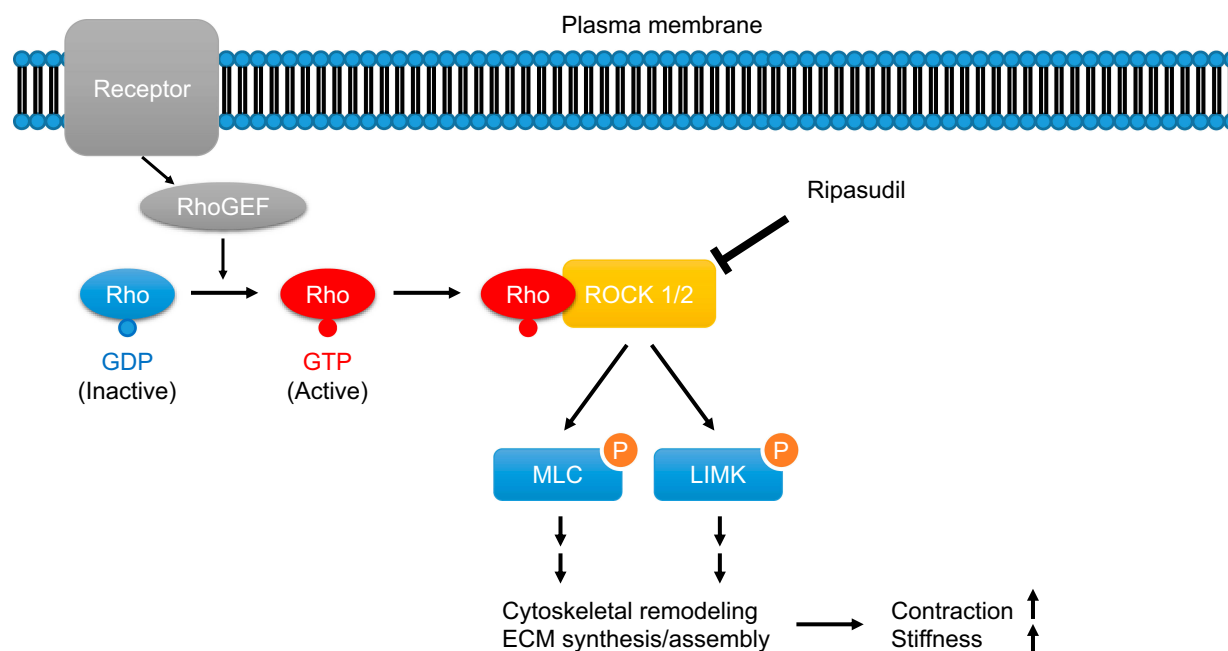 Plasma membrane
Receptor
RhoGEF
Ripasudil
Rho
Rho
Rho
ROCK 1/2
GDP
(Inactive)
GTP
(Active)
MLC
P
LIMK
P
Cytoskeletal remodeling
ECM synthesis/assembly
Contraction
Stiffness